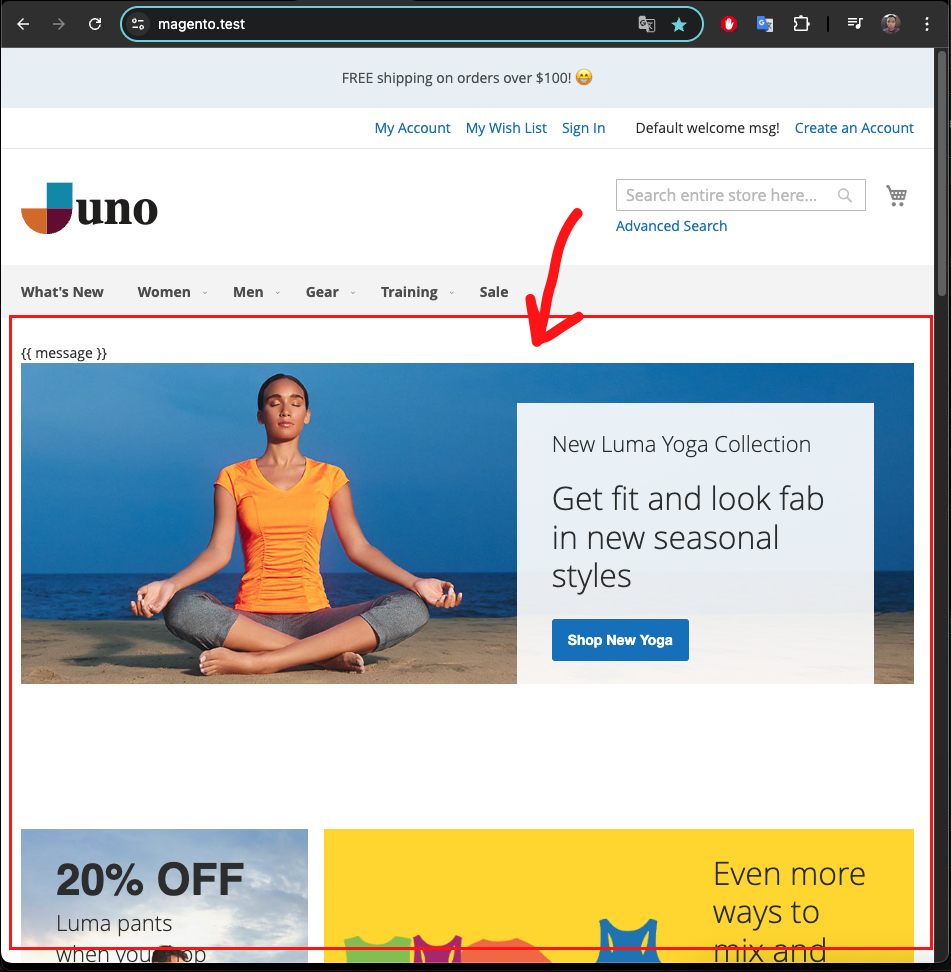 magento.test
FREE shipping on orders over $100! 😁
My Account My Wish List Sign In Default welcome msg! Create an Account
uno
Search entire store here...
Advanced Search
What's New Women Men Gear Training Sale
{{ message }}
New Luma Yoga Collection
Get fit and look fab
in new seasonal
styles
Shop New Yoga
20% OFF
Luma pants
when you shop
Even more
ways to
mix and